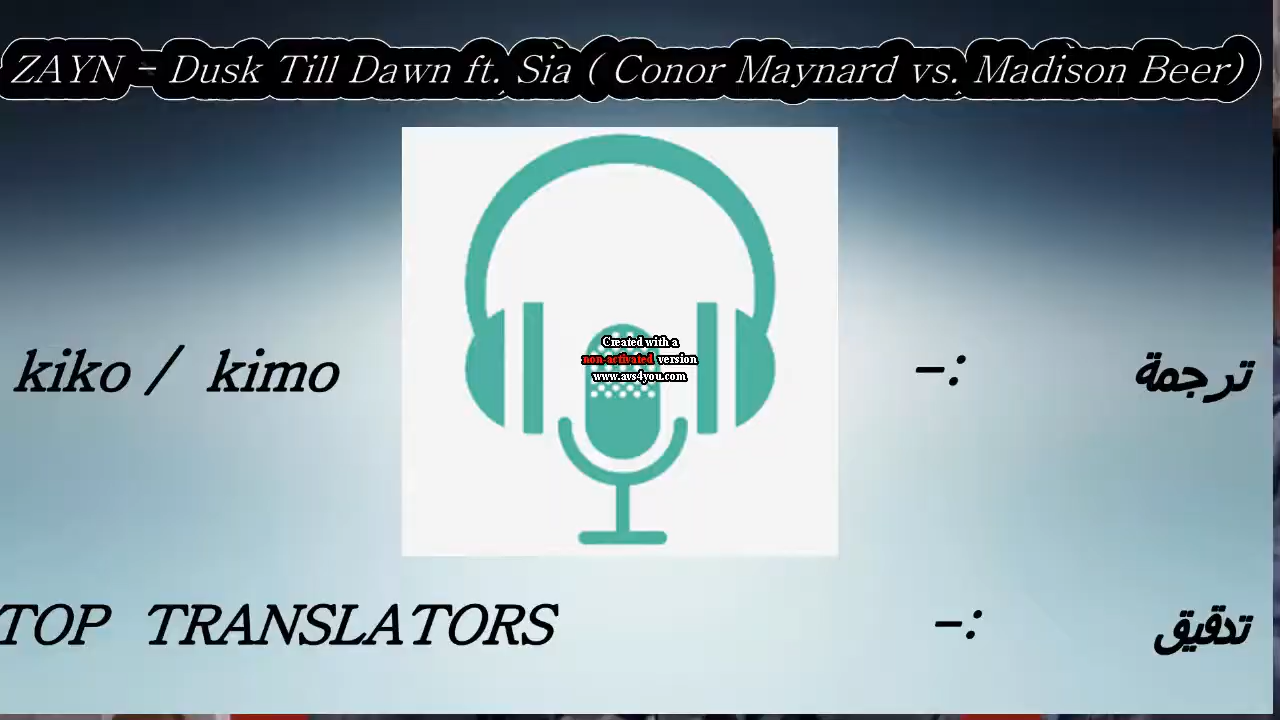 ZAYN - Dusk Till Dawn ft. Sia ( Conor Maynard vs. Madison Beer)
Created with a
non-activated version
www.avs4you.com
ترجمة :- kiko / kimo
تدقيق :- TOP TRANSLATORS